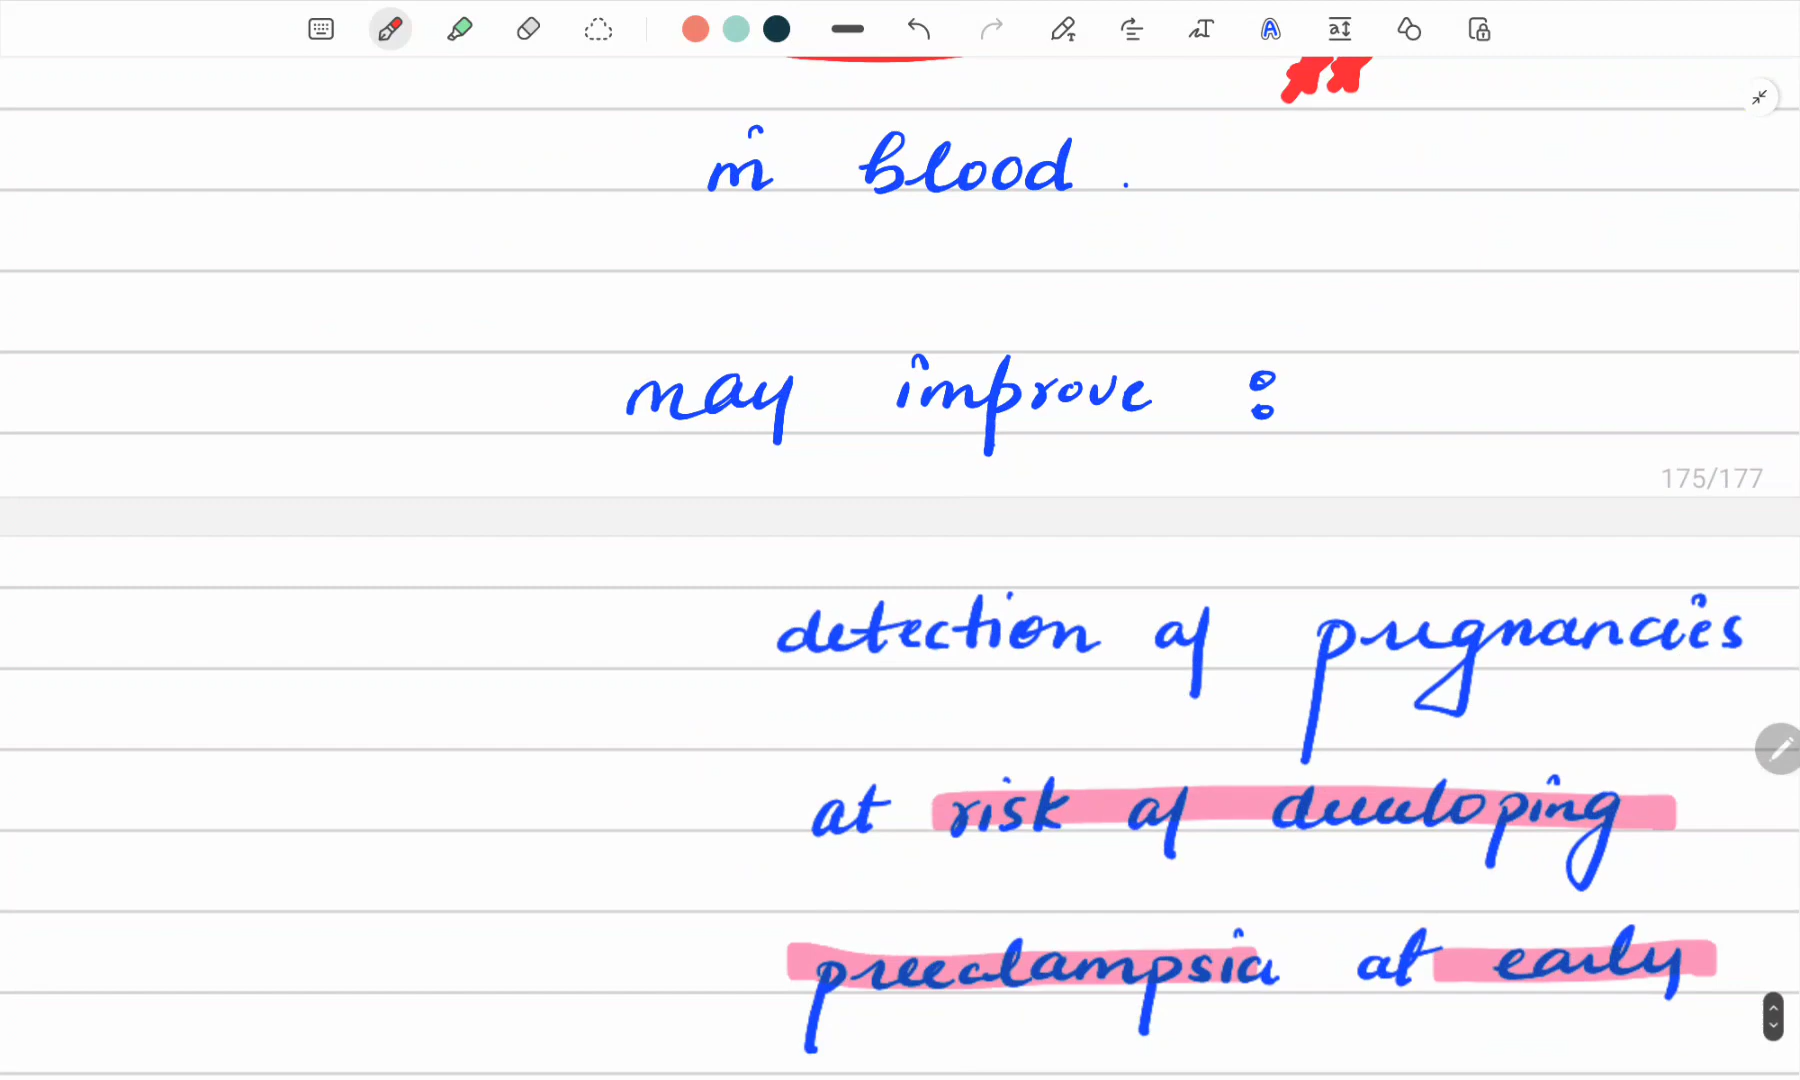 in blood .
may improve :
175/177
detection of pregnancies
at risk of developing
preeclampsia at early